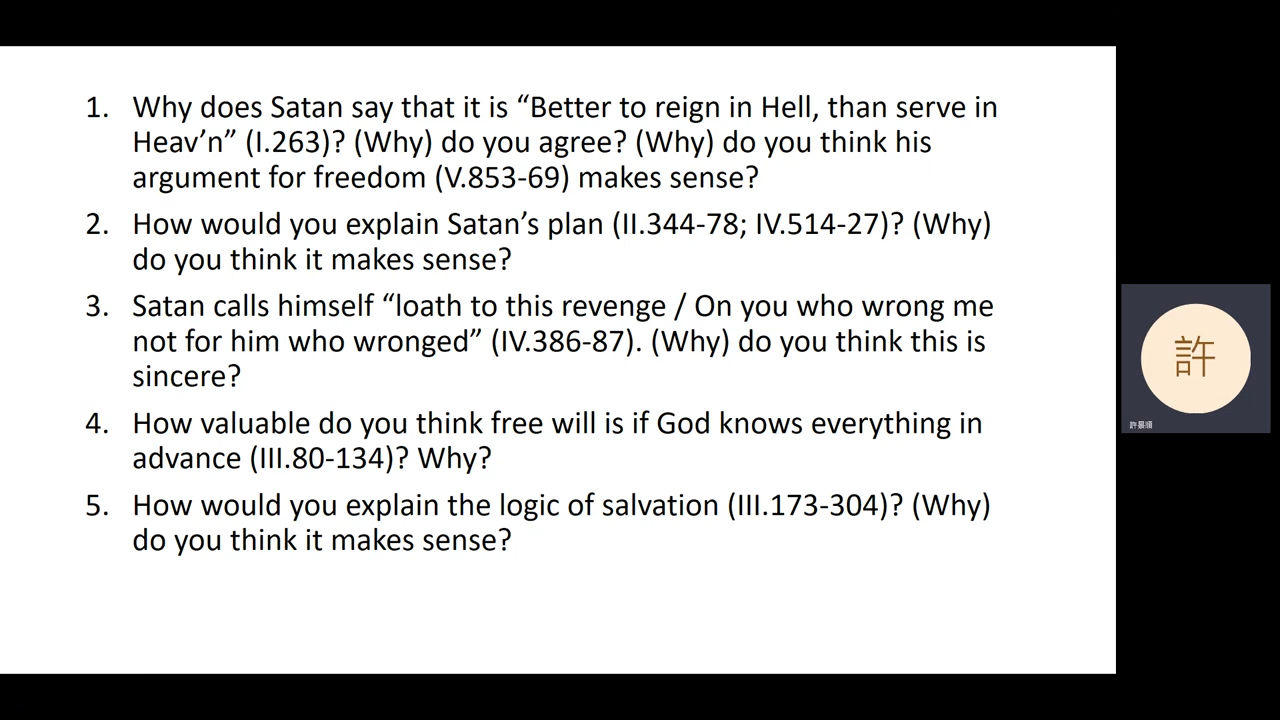 1. Why does Satan say that it is “Better to reign in Hell, than serve in
Heav’n” (I.263)? (Why) do you agree? (Why) do you think his
argument for freedom (V.853-69) makes sense?
2. How would you explain Satan’s plan (II.344-78; IV.514-27)? (Why)
do you think it makes sense?
3. Satan calls himself “loath to this revenge / On you who wrong me
not for him who wronged” (IV.386-87). (Why) do you think this is
sincere?
4. How valuable do you think free will is if God knows everything in
advance (III.80-134)? Why?
5. How would you explain the logic of salvation (III.173-304)? (Why)
do you think it makes sense?
許
許景順